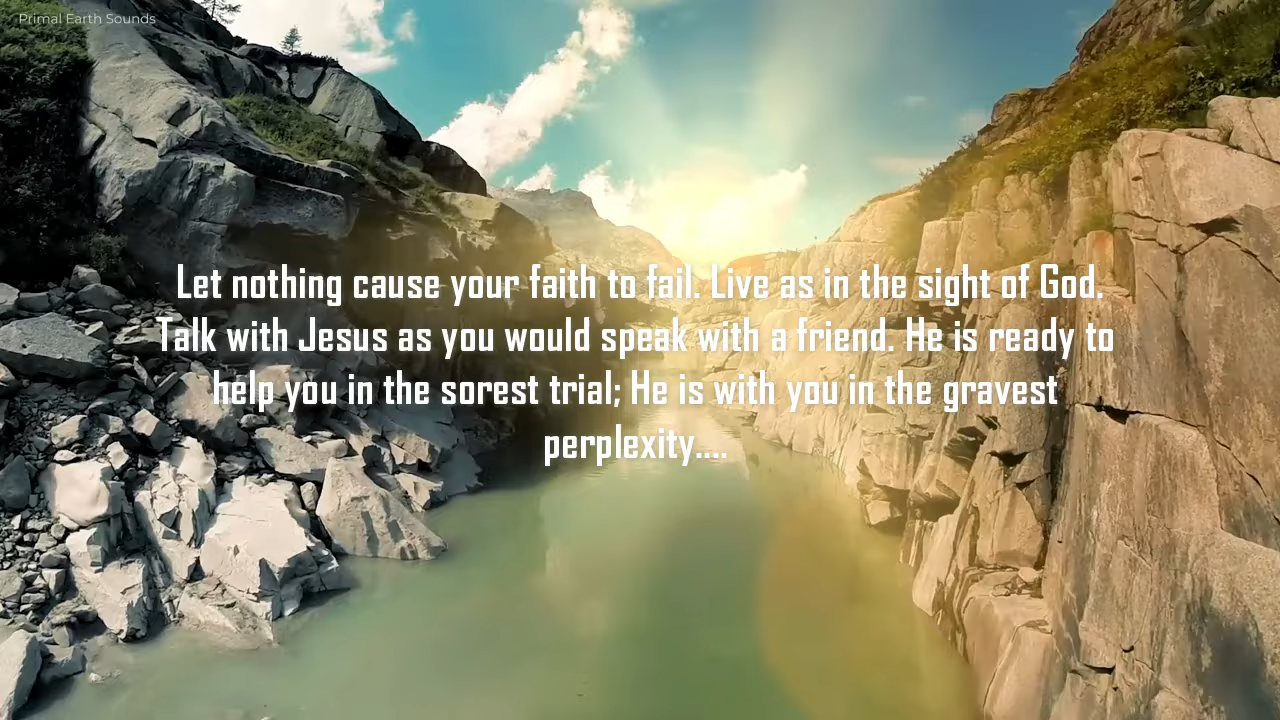 Primal Earth Sounds
Let nothing cause your faith to fail. Live as in the sight of God.
Talk with Jesus as you would speak with a friend. He is ready to
help you in the sorest trial; He is with you in the gravest
perplexity....